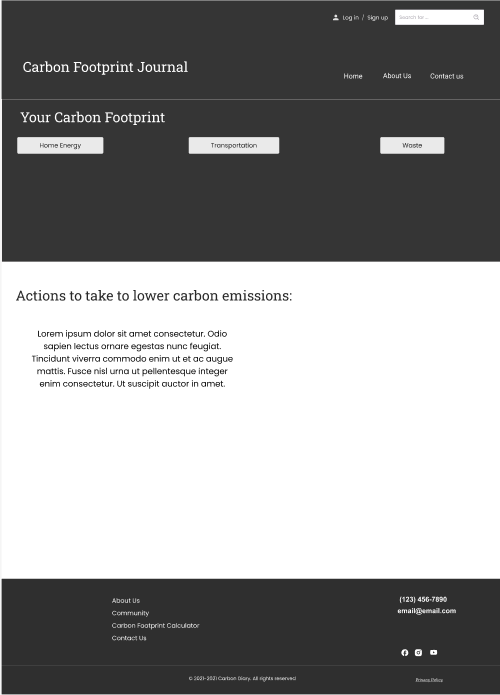 Log in / Sign up
Search for ...
Carbon Footprint Journal
Home
About Us
Contact us
Your Carbon Footprint
Home Energy
Transportation
Waste
Actions to take to lower carbon emissions:
Lorem ipsum dolor sit amet consectetur. Odio
sapien lectus ornare egestas nunc feugiat.
Tincidunt viverra commodo enim ut et ac augue
mattis. Fusce nisl urna ut pellentesque integer
enim consectetur. Ut suscipit auctor in amet.
About Us
Community
Carbon Footprint Calculator
Contact Us
(123) 456-7890
email@email.com
© 2021-2021 Carbon Diary. All rights reserved
Privacy Policy